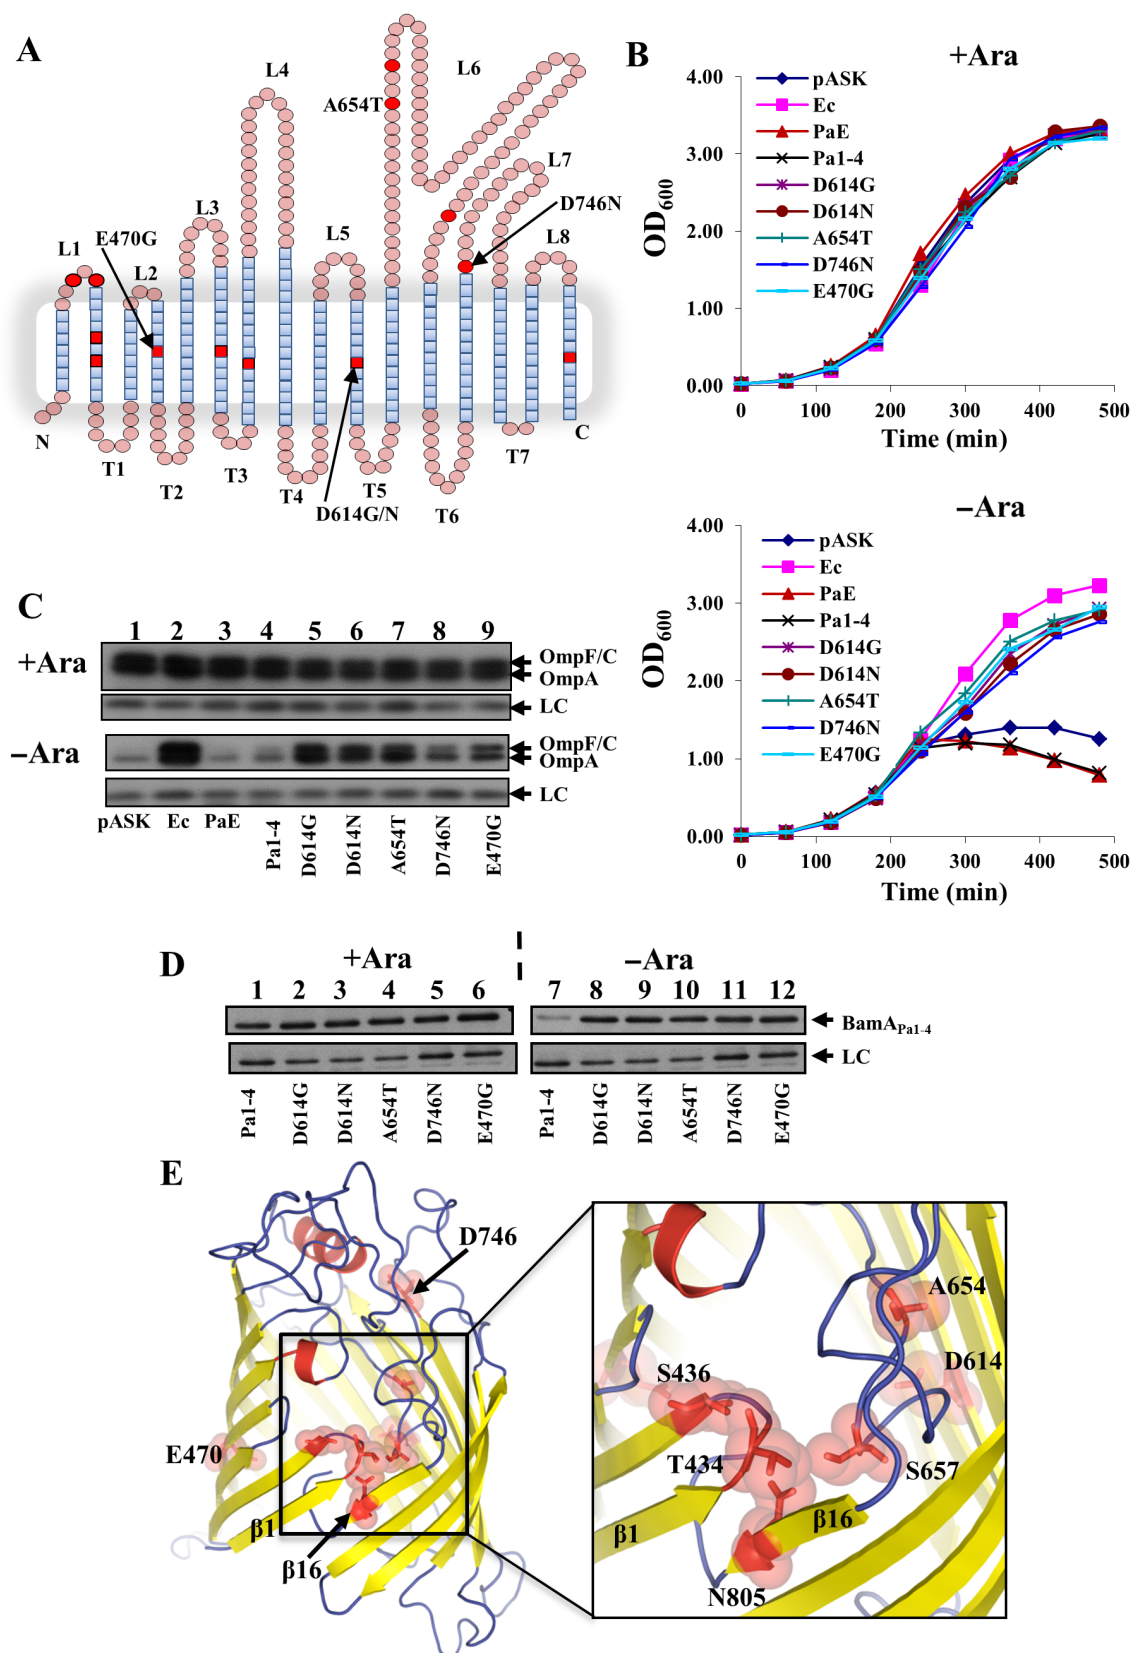 A
L1
L2
L3
L4
L5
L6
L7
L8
E470G
A654T
D746N
D614G/N
N
C
T1
T2
T3
T4
T5
T6
T7
B
+Ara
OD600
4.00
3.00
2.00
1.00
0.00
pASK
Ec
PaE
Pa1-4
D614G
D614N
A654T
D746N
E470G
0 100 200 300 400 500
Time (min)
–Ara
OD600
4.00
3.00
2.00
1.00
0.00
pASK
Ec
PaE
Pa1-4
D614G
D614N
A654T
D746N
E470G
0 100 200 300 400 500
Time (min)
C
1 2 3 4 5 6 7 8 9
+Ara
OmpF/C
OmpA
LC
–Ara
OmpF/C
OmpA
LC
pASK Ec PaE Pa1-4 D614G D614N A654T D746N E470G
D
+Ara
–Ara
1 2 3 4 5 6 7 8 9 10 11 12
BamAPa1-4
LC
Pa1-4 D614G D614N A654T D746N E470G Pa1-4 D614G D614N A654T D746N E470G
E
D746
E470
β1
β16
A654
D614
S436
T434
S657
β1
β16
N805